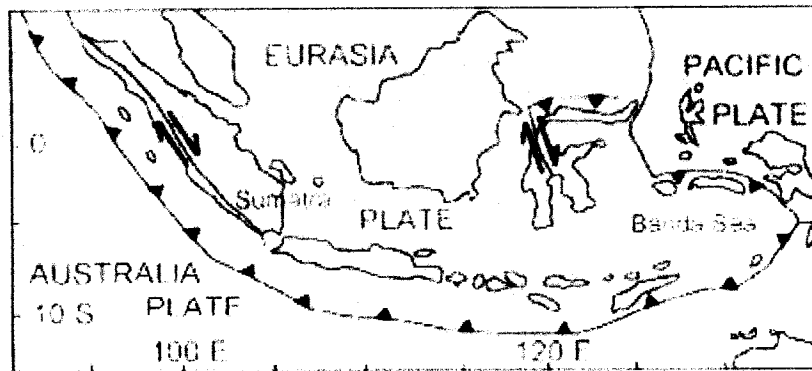 EURASIA
PACIFIC
PLATE
0
Sumatra
PLATE
Banda Sea
AUSTRALIA
PLATE
10 S
100 E
120 E